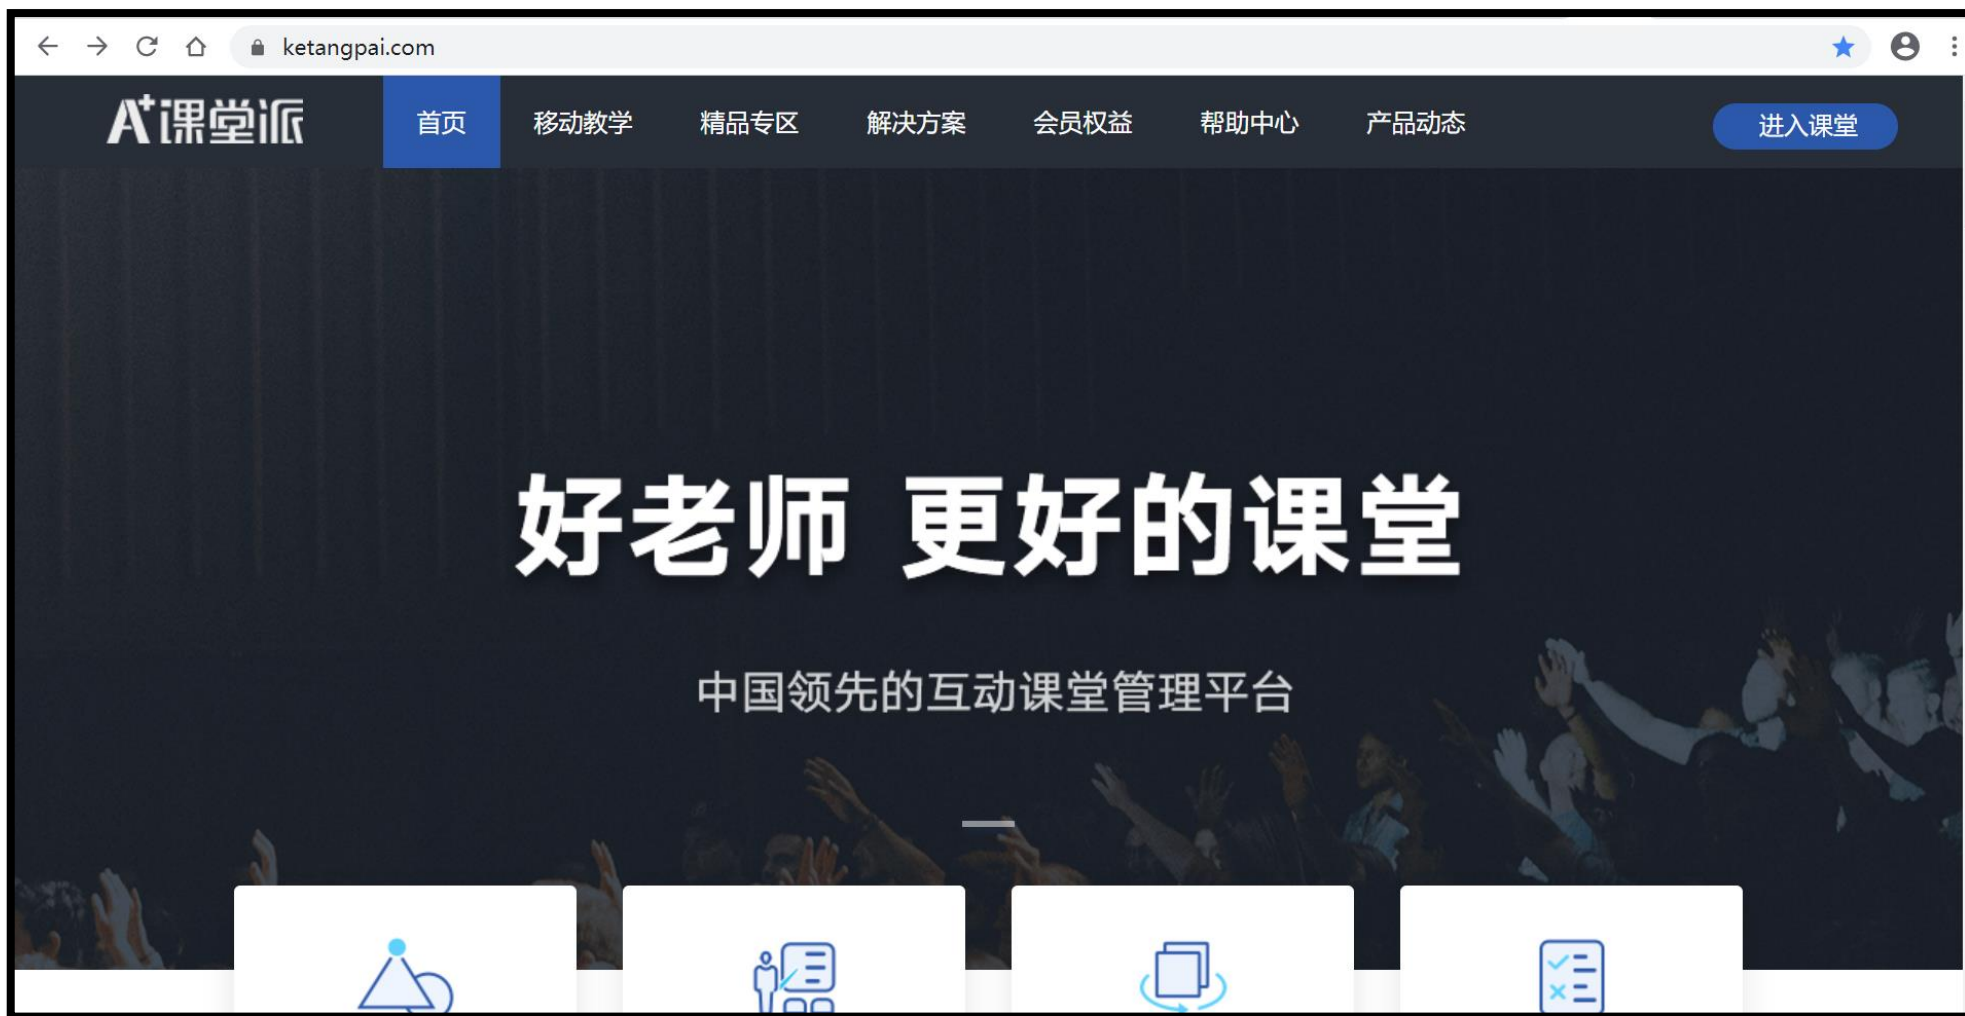 ketangpai.com
A+课堂派 首页 移动教学 精品专区 解决方案 会员权益 帮助中心 产品动态 进入课堂
好老师 更好的课堂
中国领先的互动课堂管理平台